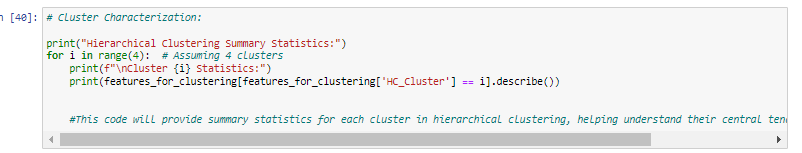 [40]: # Cluster Characterization:
print("Hierarchical Clustering Summary Statistics:")
for i in range(4):  # Assuming 4 clusters
    print(f"\nCluster {i} Statistics:")
    print(features_for_clustering[features_for_clustering['HC_Cluster'] == i].describe())
    #This code will provide summary statistics for each cluster in hierarchical clustering, helping understand their central